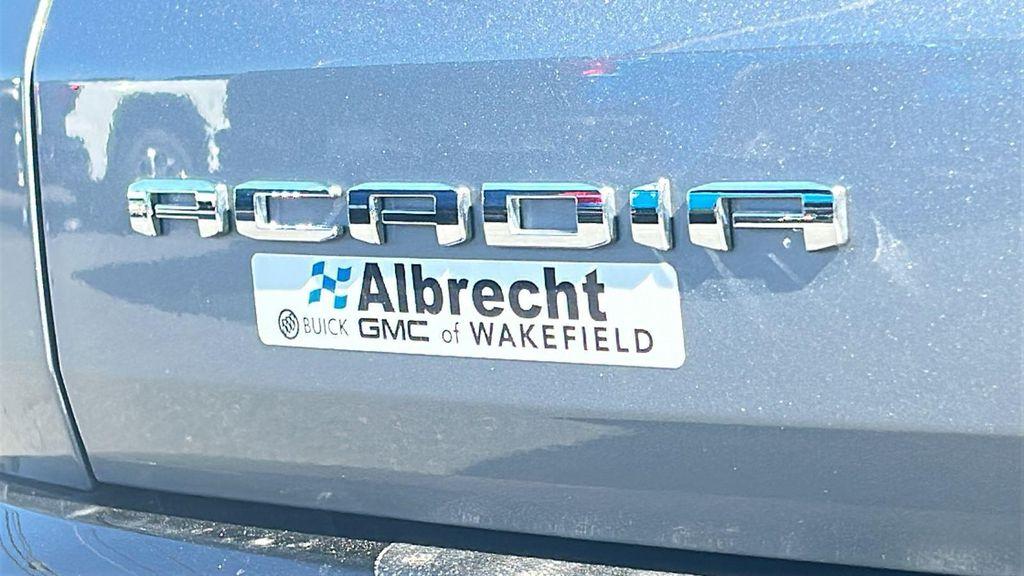 ACADIA
Albrecht
BUICK GMC of WAKEFIELD